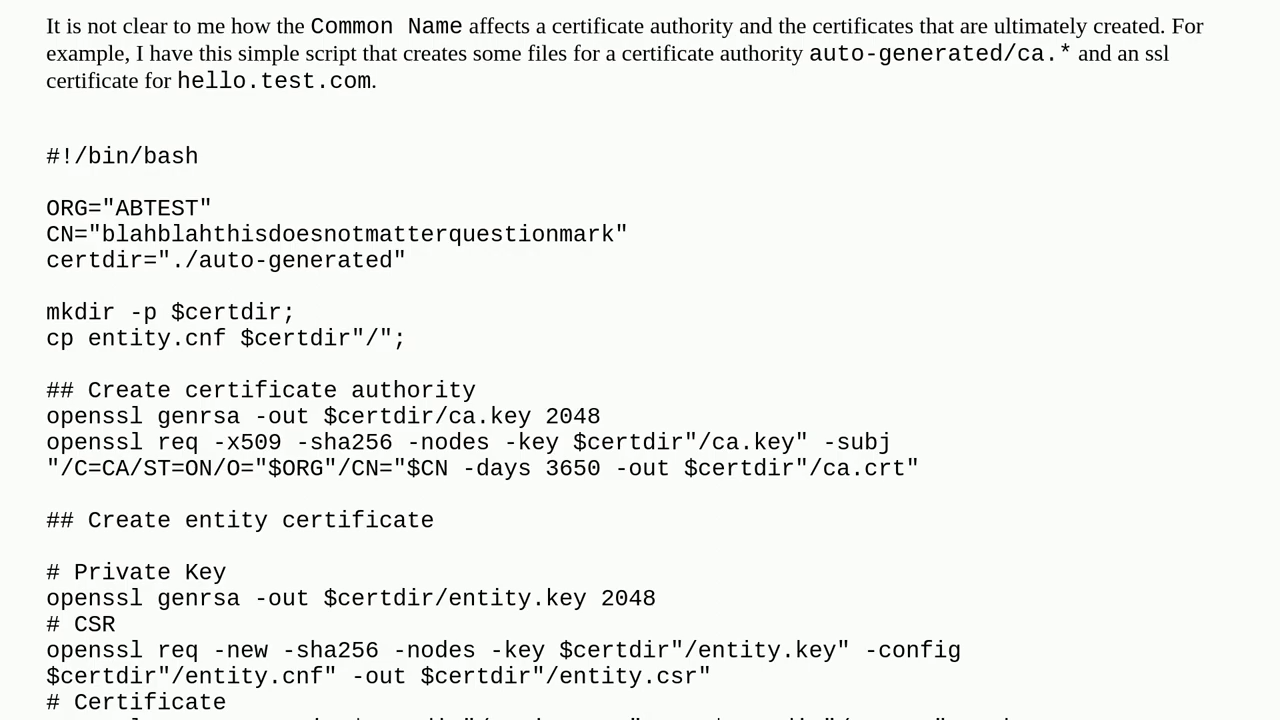 It is not clear to me how the Common Name affects a certificate authority and the certificates that are ultimately created. For
example, I have this simple script that creates some files for a certificate authority auto-generated/ca.* and an ssl
certificate for hello.test.com.
#!/bin/bash
ORG="ABTEST"
CN="blahblahthisdoesnotmatterquestionmark"
certdir="./auto-generated"
mkdir -p $certdir;
cp entity.cnf $certdir"/";
## Create certificate authority
openssl genrsa -out $certdir/ca.key 2048
openssl req -x509 -sha256 -nodes -key $certdir"/ca.key" -subj
"/C=CA/ST=ON/O="$ORG"/CN="$CN -days 3650 -out $certdir"/ca.crt"
## Create entity certificate
# Private Key
openssl genrsa -out $certdir/entity.key 2048
# CSR
openssl req -new -sha256 -nodes -key $certdir"/entity.key" -config
$certdir"/entity.cnf" -out $certdir"/entity.csr"
# Certificate